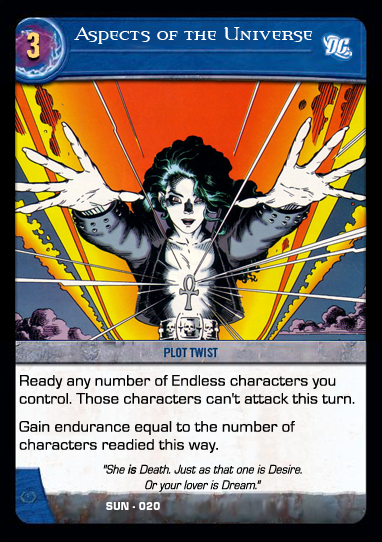 3
Aspects of the Universe
DC
PLOT TWIST
Ready any number of Endless characters you
control. Those characters can't attack this turn.
Gain endurance equal to the number of
characters readied this way.
"She is Death. Just as that one is Desire.
Or your lover is Dream."
SUN · 020